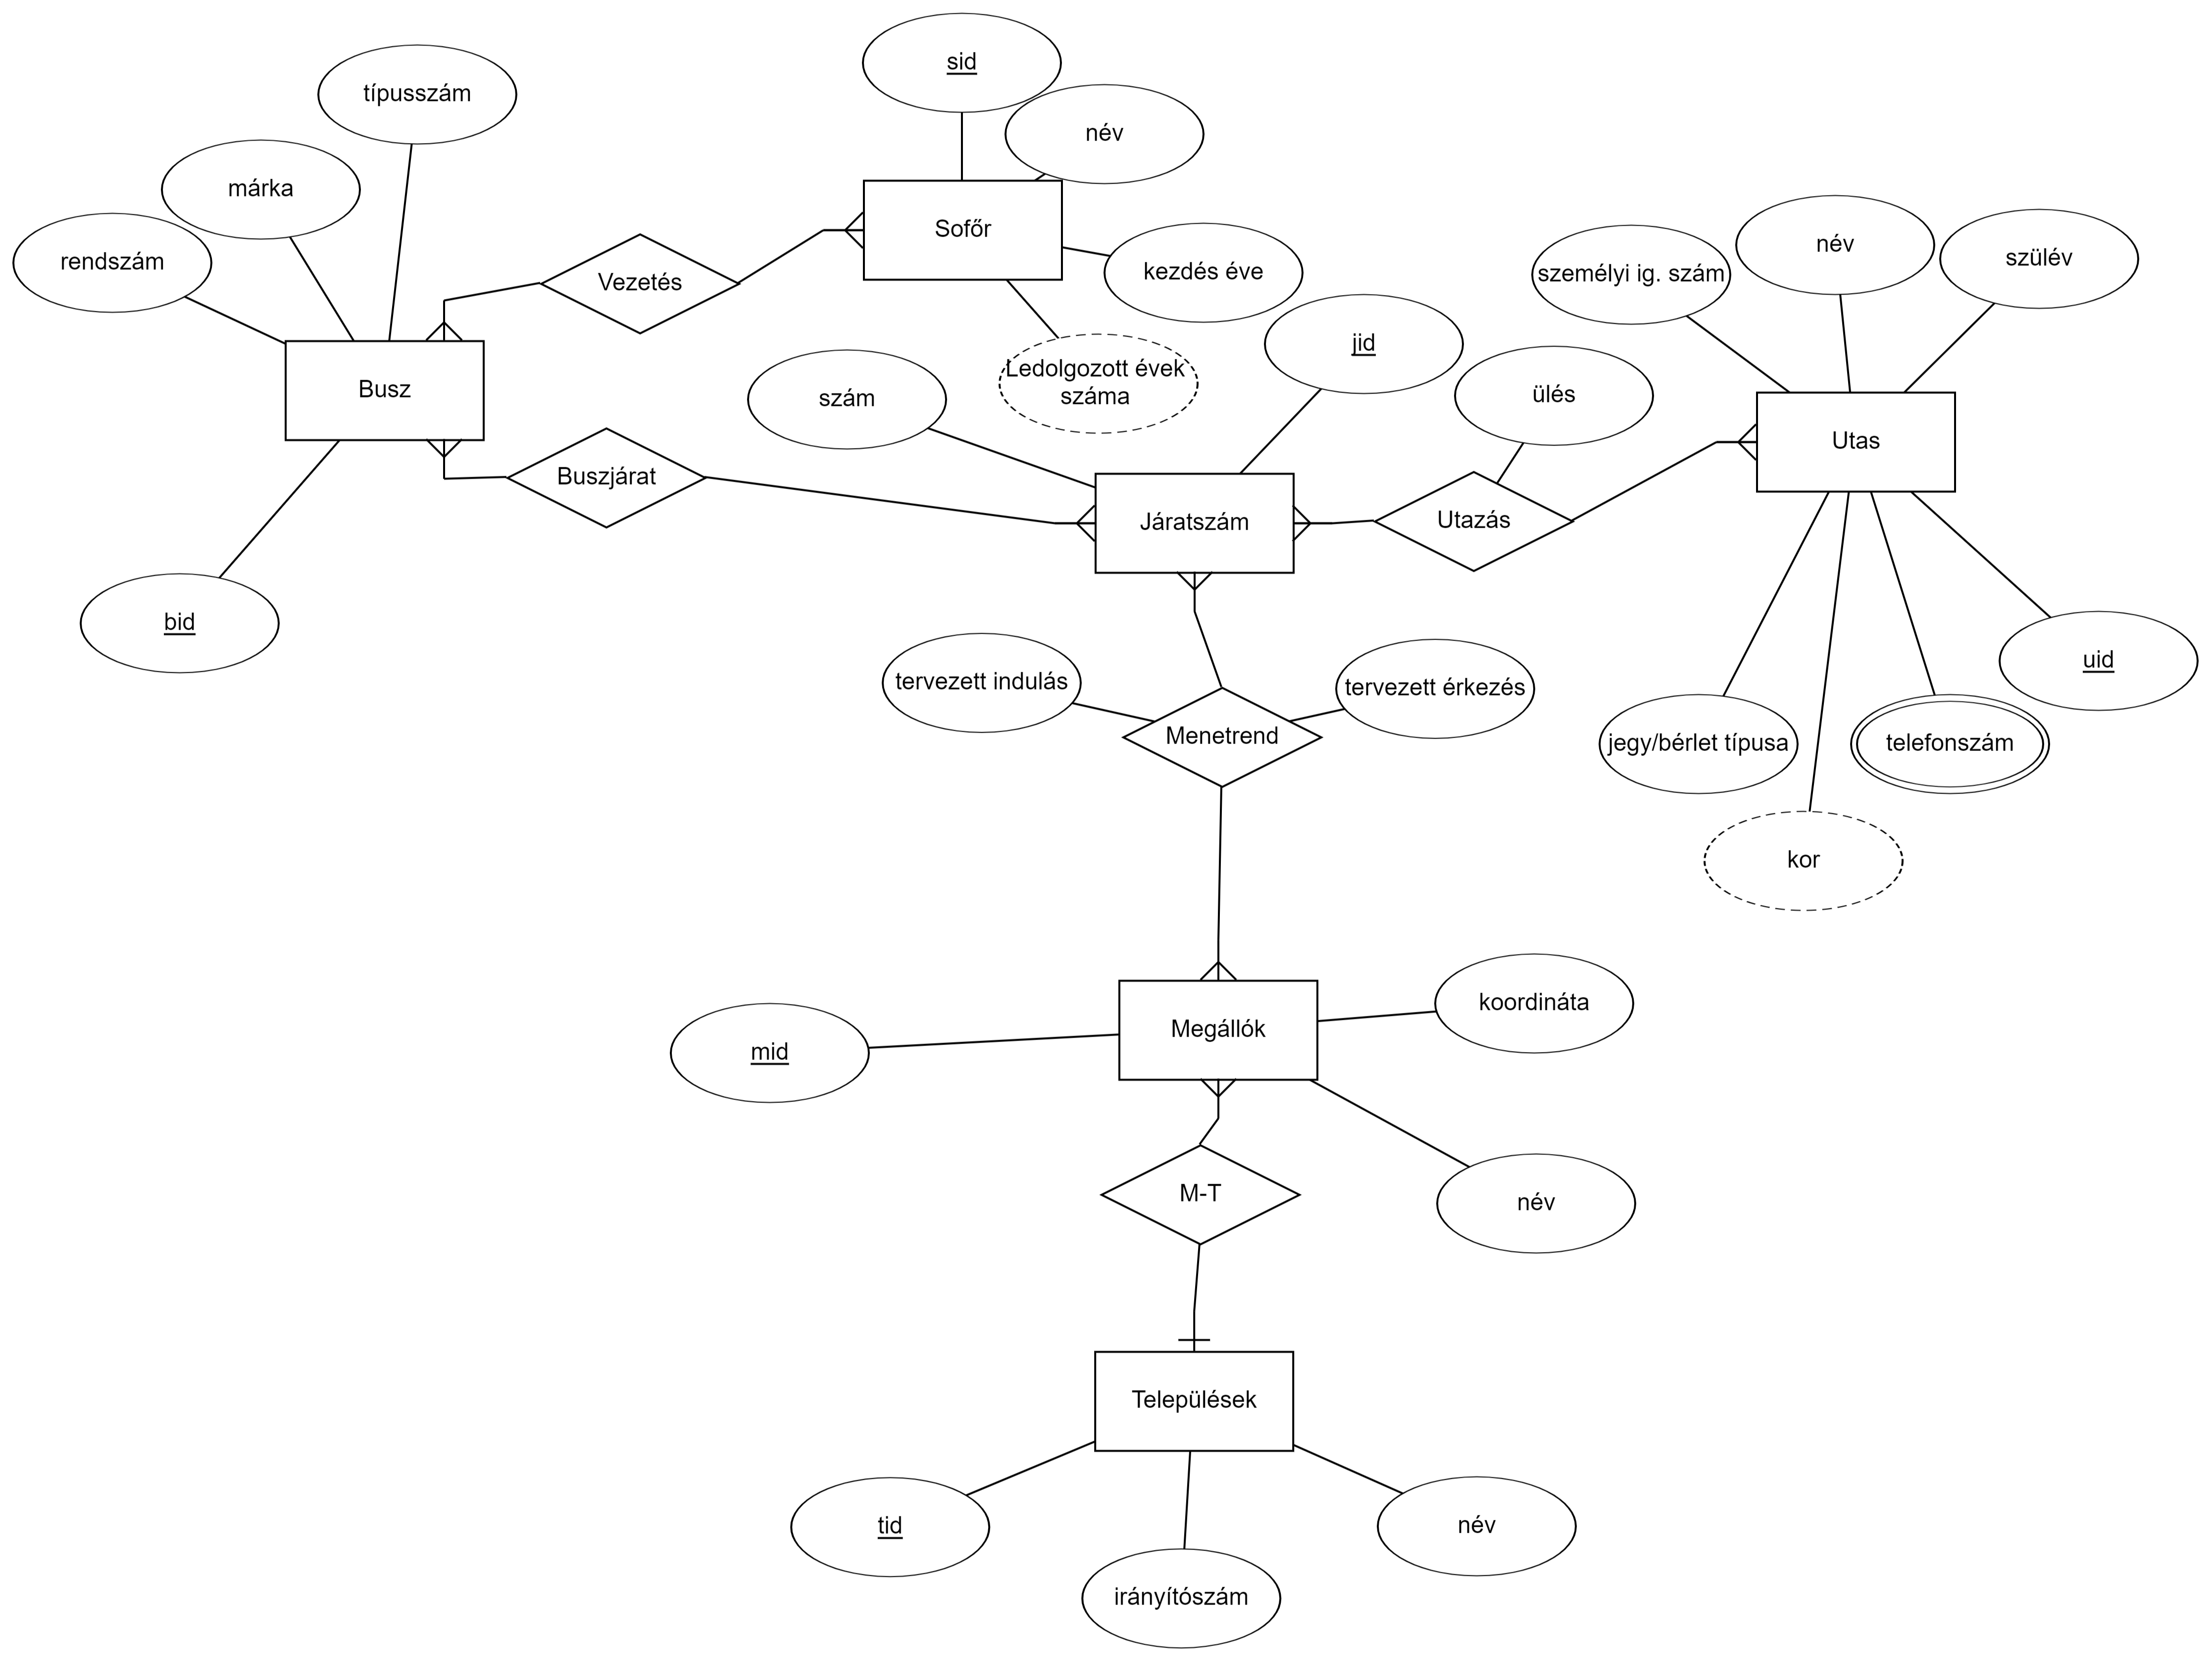 sid
típusszám
név
márka
Sofőr
név
szülév
személyi ig. szám
rendszám
kezdés éve
Vezetés
jid
Ledolgozott évek
száma
Busz
szám
ülés
Utas
Buszjárat
Járatszám
Utazás
bid
uid
tervezett indulás
tervezett érkezés
Menetrend
jegy/bérlet típusa
telefonszám
kor
koordináta
Megállók
mid
M-T
név
Települések
tid
név
irányítószám